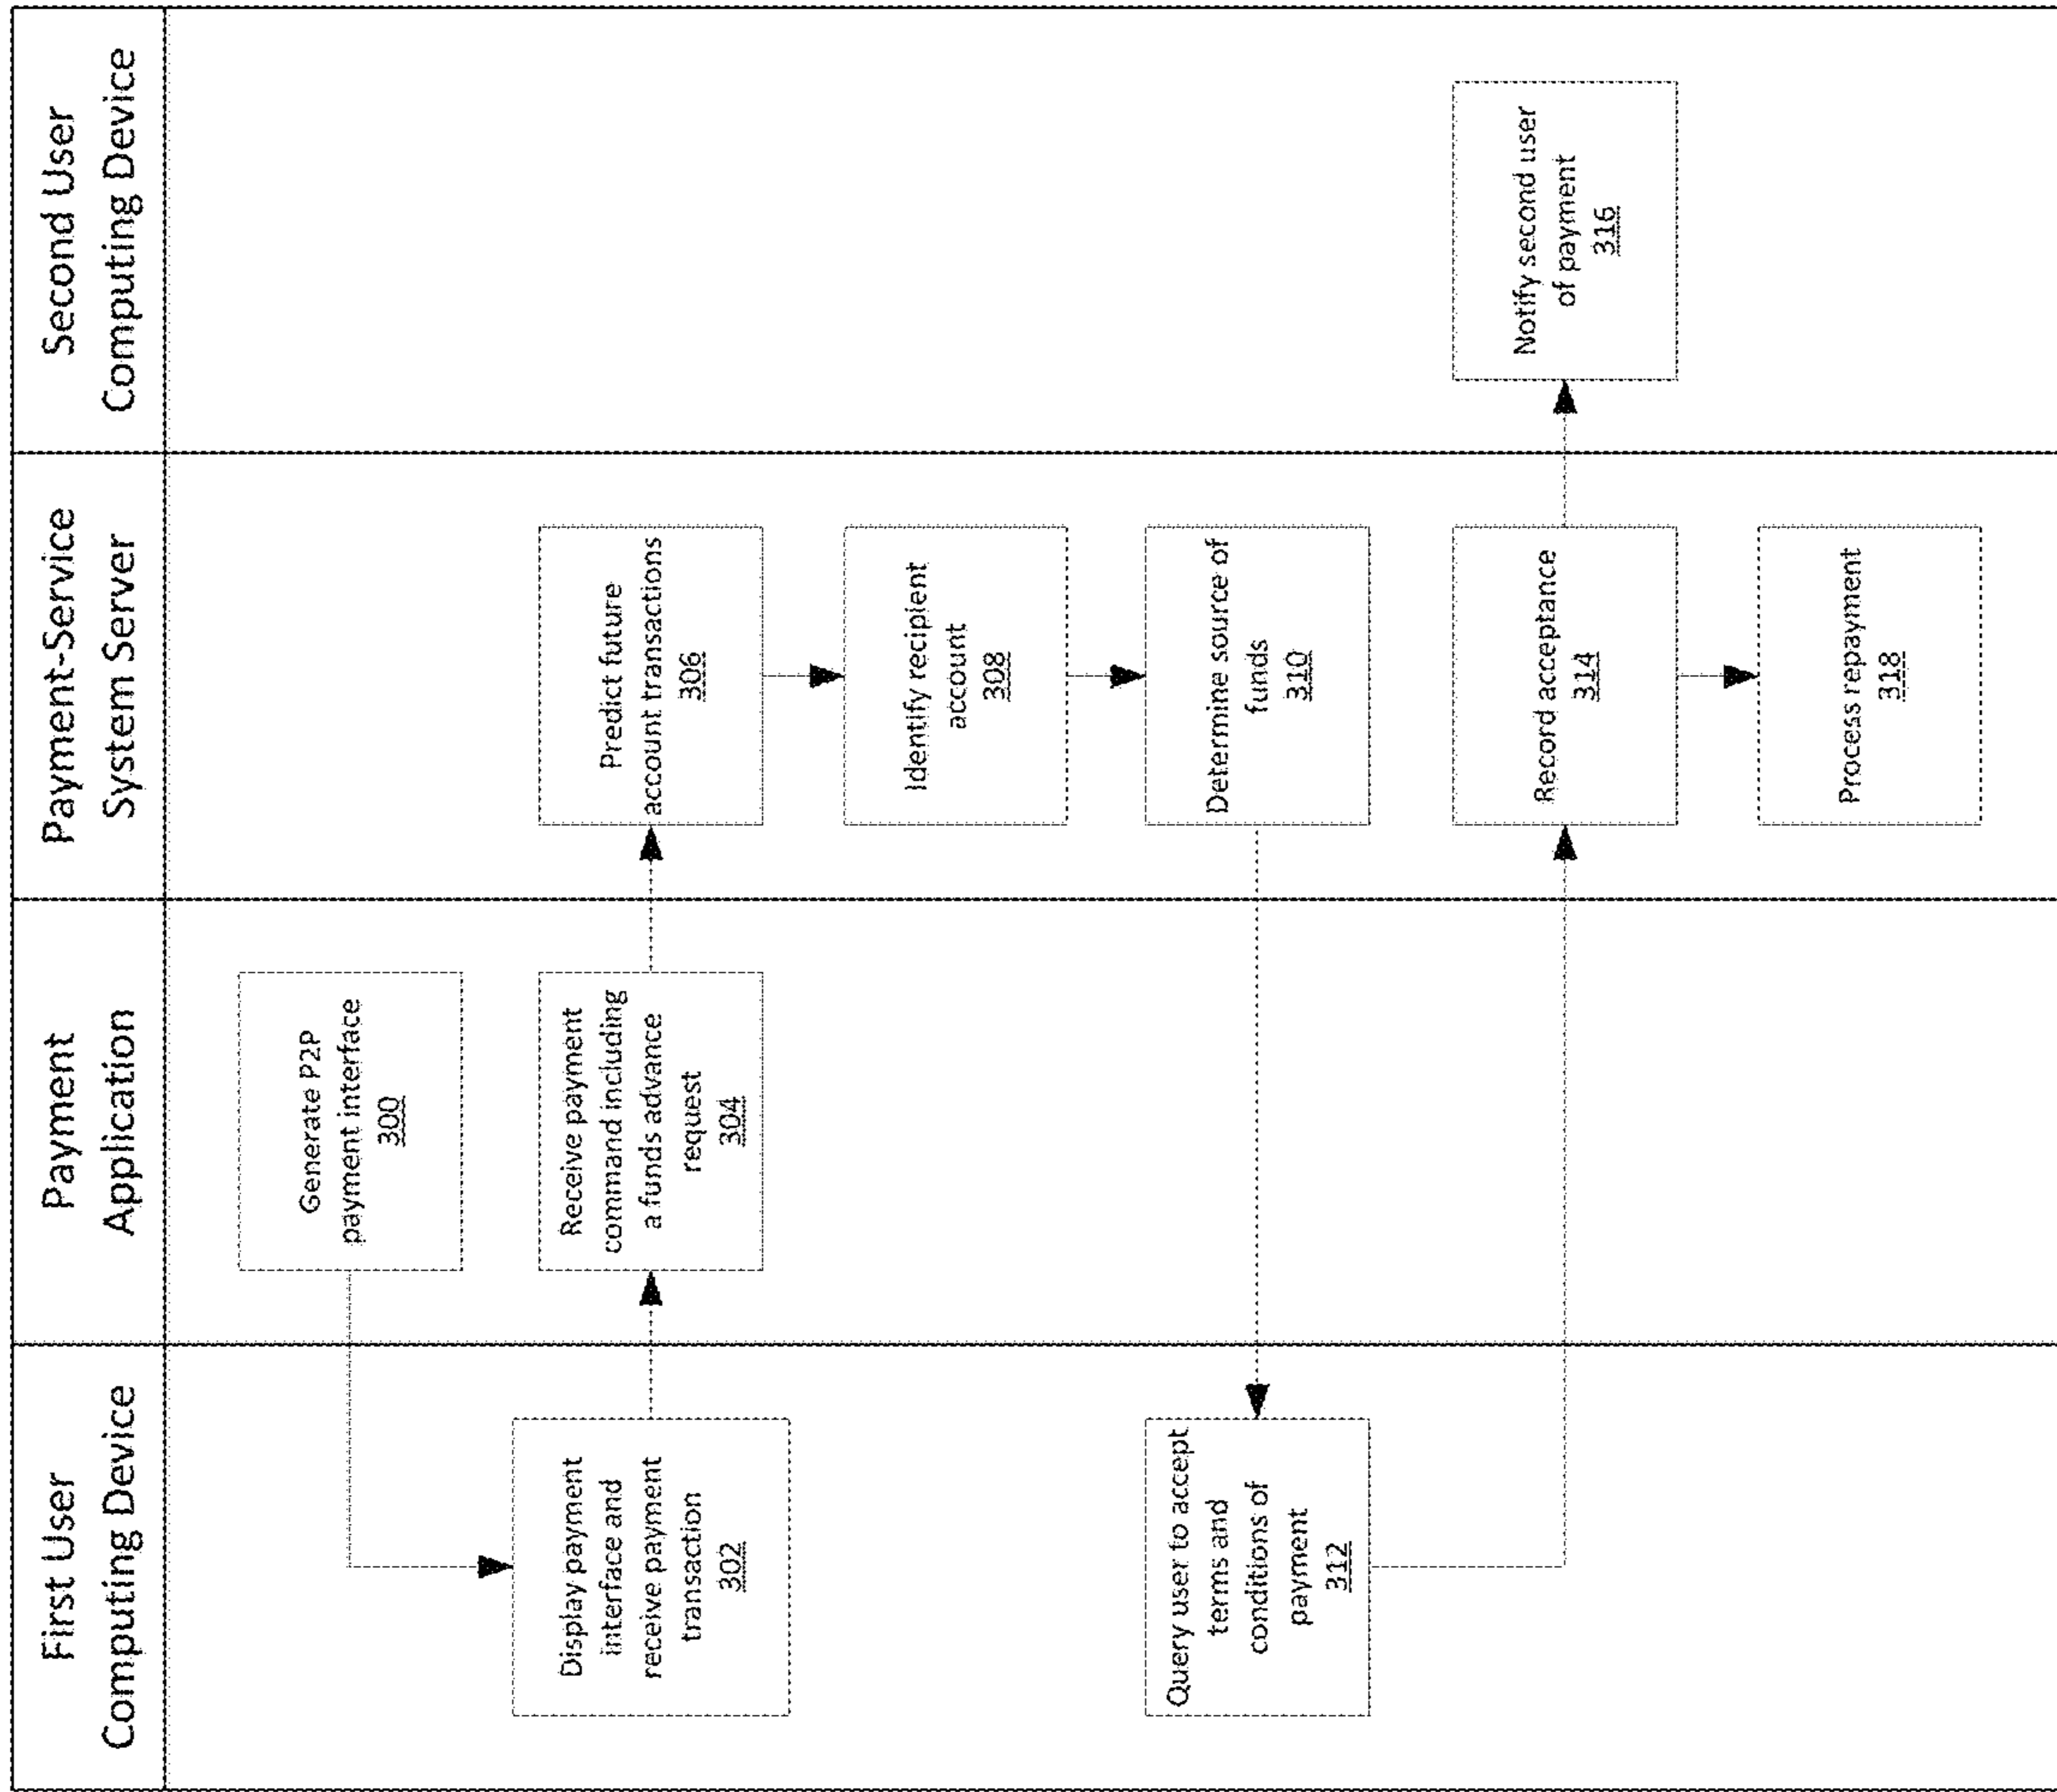 First User
Computing Device
Payment
Application
Payment-Service
System Server
Second User
Computing Device
Generate P2P
payment interface
300
Display payment
interface and
receive payment
transaction
302
Receive payment
command including
a funds advance
request
304
Predict future
account transactions
306
Identify recipient
account
308
Determine source of
funds
310
Query user to accept
terms and
conditions of
payment
312
Record acceptance
314
Notify second user
of payment
316
Process repayment
318